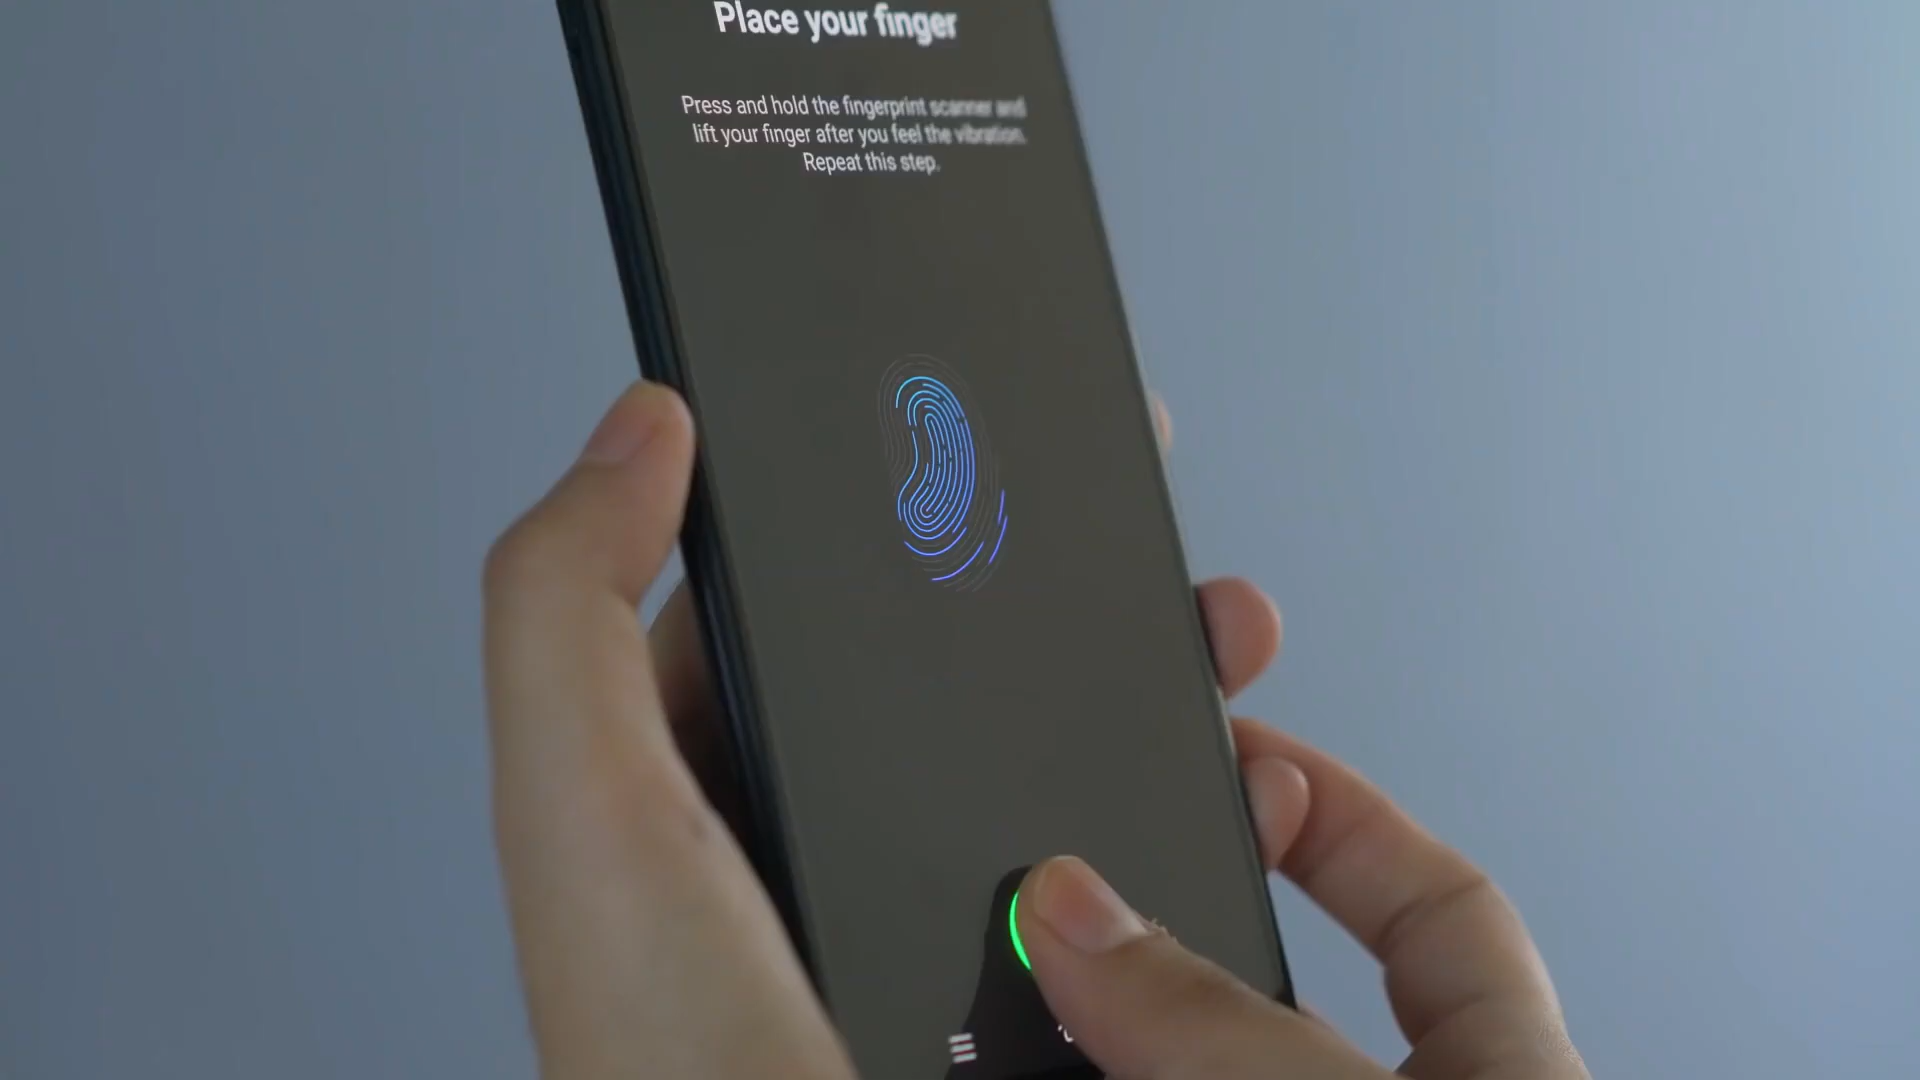 Place your finger
Press and hold the fingerprint scanner and
lift your finger after you feel the vibration.
Repeat this step.